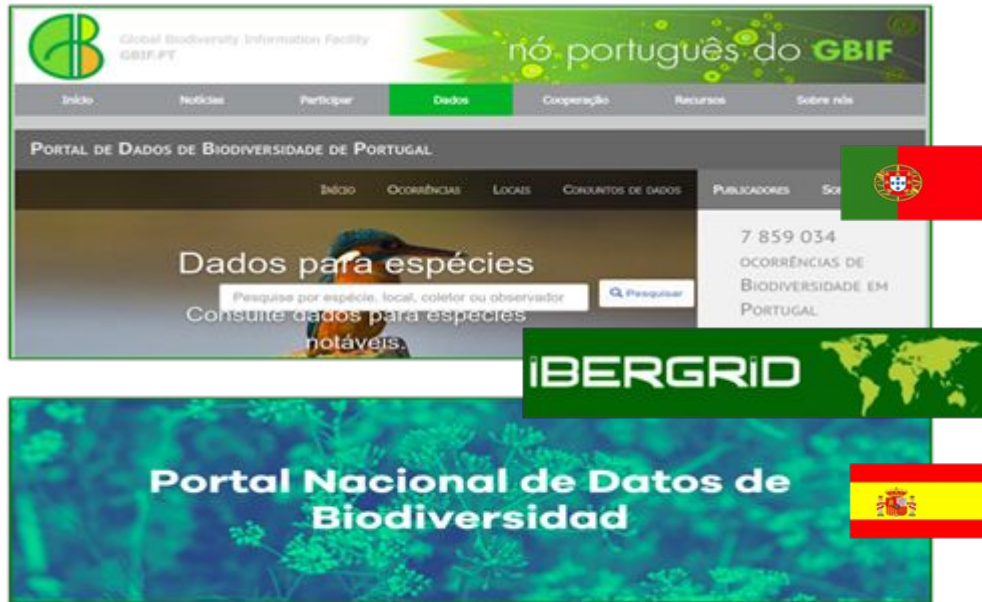 Global Biodiversity Information Facility
GBIF.PT
nó português do GBIF
Início Notícias Participar Dados Cooperação Recursos Sobre nós
Portal de Dados de Biodiversidade de Portugal
Início Ocorrências Locais Conjuntos de dados Publicadores
7 859 034
ocorrências de
Biodiversidade em
Portugal
Dados para espécies
Pesquise por espécie, local, coletor ou observador Pesquisar
Consulte dados para espécies
notáveis.
iBERGRiD
Portal Nacional de Datos de
Biodiversidad